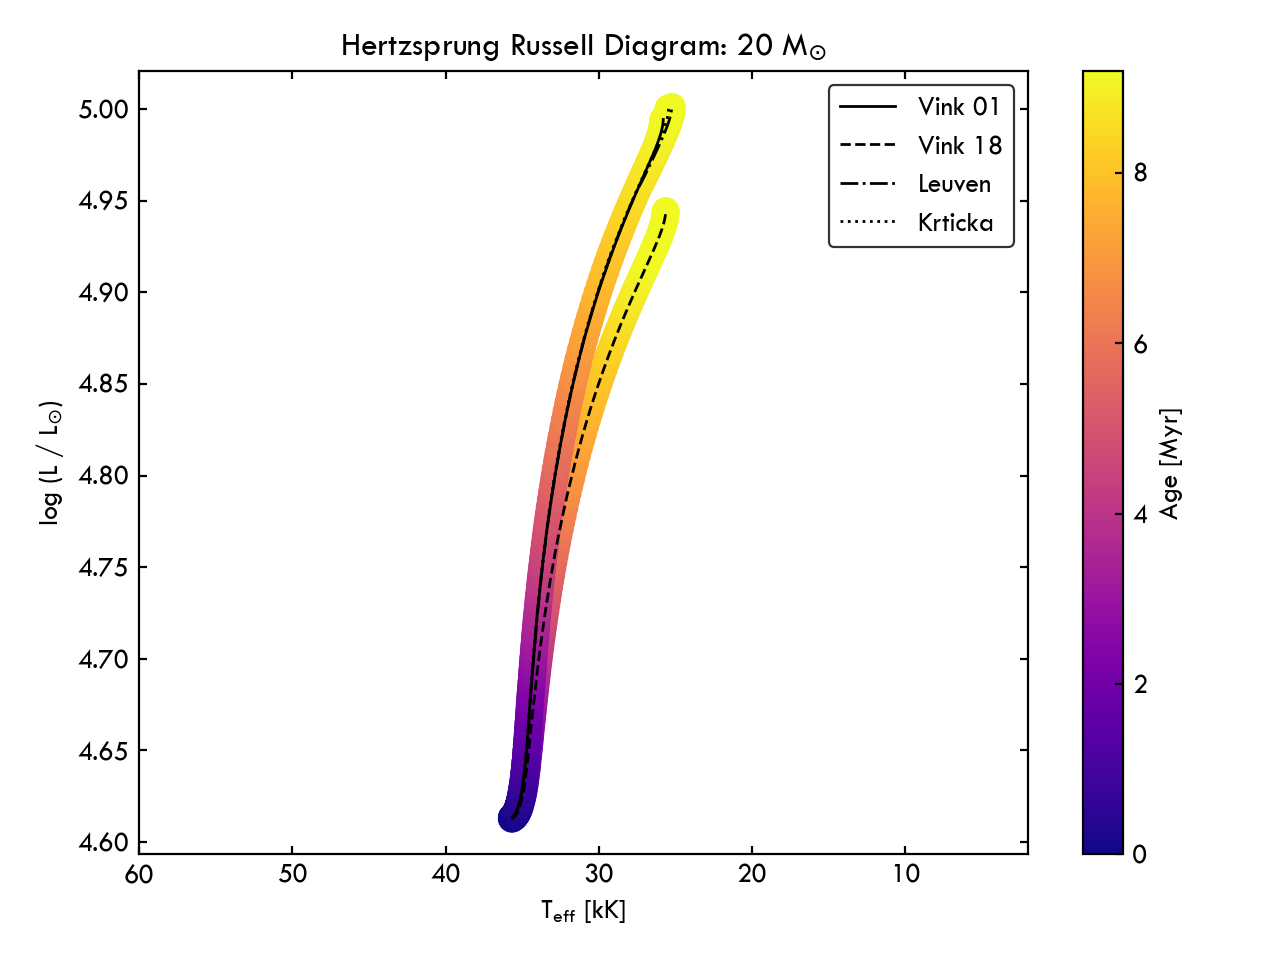 Hertzsprung Russell Diagram: 20 M☉
Vink 01
Vink 18
Leuven
Krticka
5.00
4.95
4.90
4.85
4.80
4.75
4.70
4.65
4.60
log (L / L☉)
60
50
40
30
20
10
Teff [kK]
8
6
4
2
0
Age [Myr]